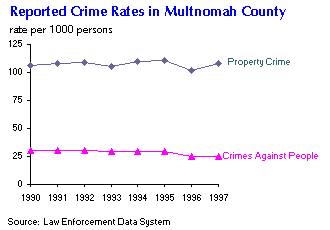 Reported Crime Rates in Multnomah County
rate per 1000 persons
125
100
75
50
25
0
Property Crime
Crimes Against People
1990 1991 1992 1993 1994 1995 1996 1997
Source: Law Enforcement Data System